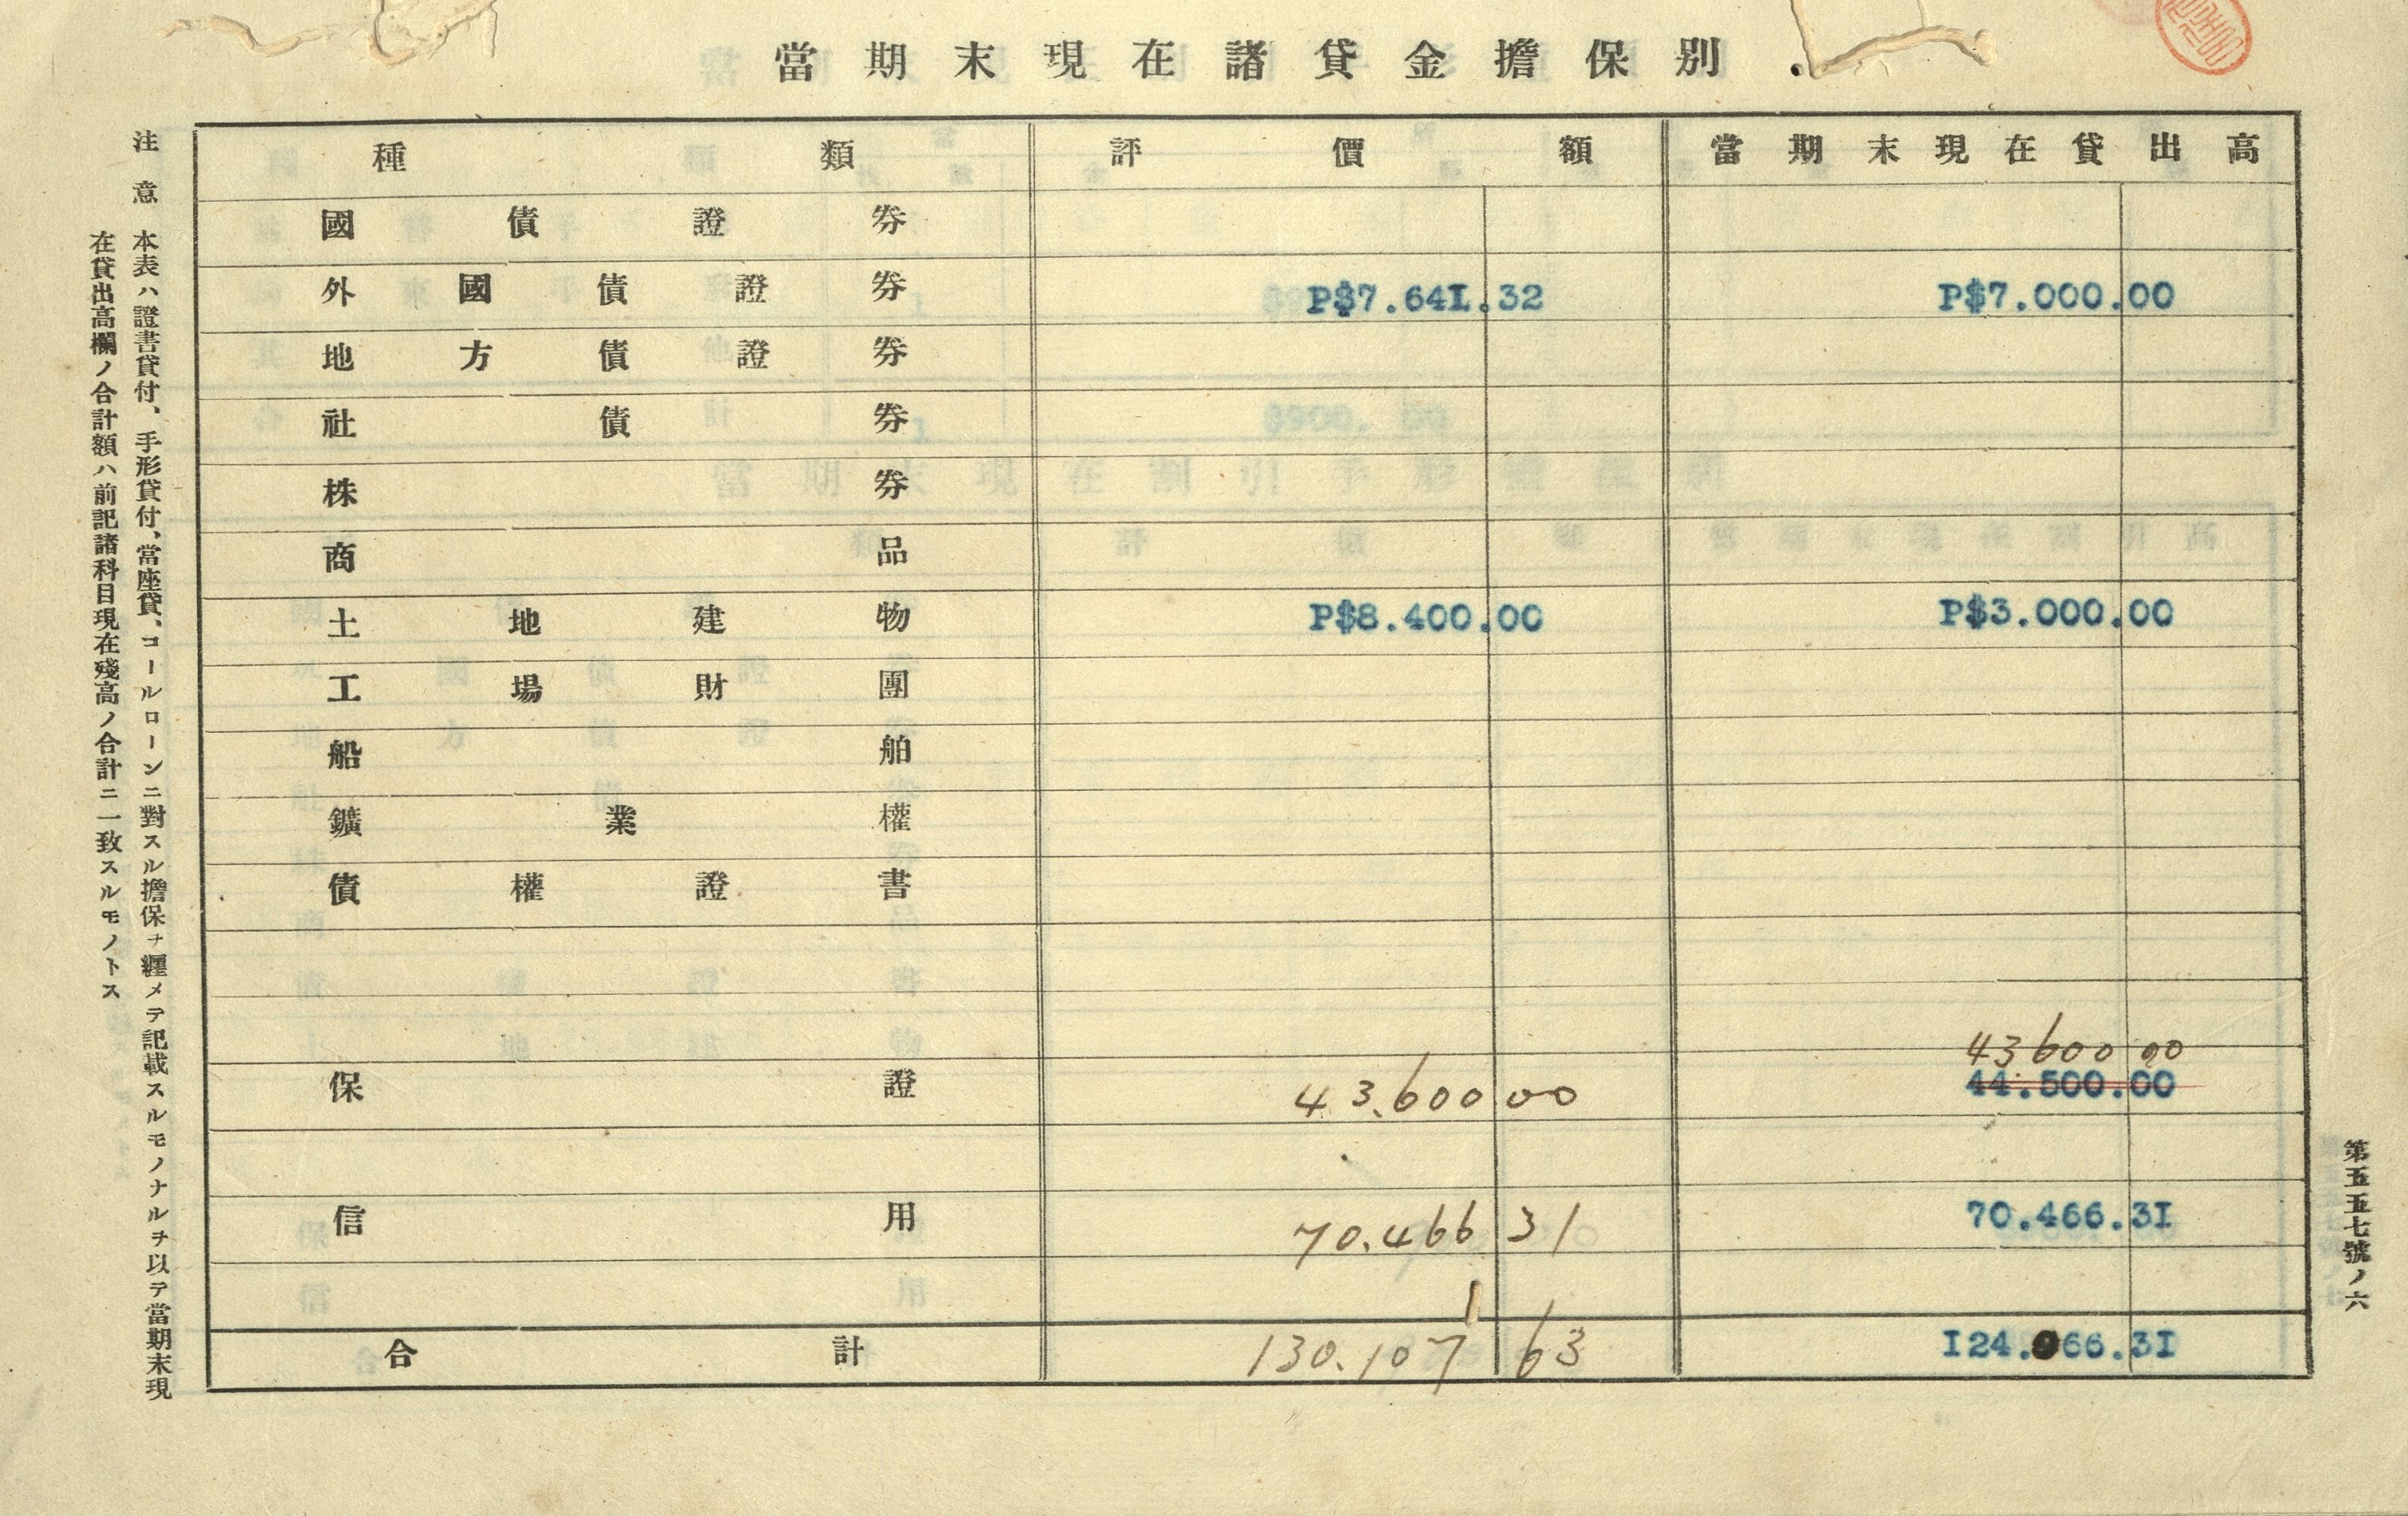 當期末現在諸貸金擔保別
種類 評價額 當期末現在貸出高
國債證券
外國債證券 P$7.641.32 P$7.000.00
地方債證券
社債券
株券
商品
土地建物 P$8.400.00 P$3.000.00
工場財團
船舶
鑛業權
債權證書
43600 00
保證 43.600 00 44.500.00
信用 70.466 31 70.466.31
合計 130.107 63 124.066.31
注意 本表ハ證書貸付、手形貸付、當座貸、コールローンニ對スル擔保ヲ纒メテ記載スルモノナルヲ以テ當期末現
在貸出高欄ノ合計額ハ前記諸科目現在殘高ノ合計ニ一致スルモノトス
第五五七號ノ六